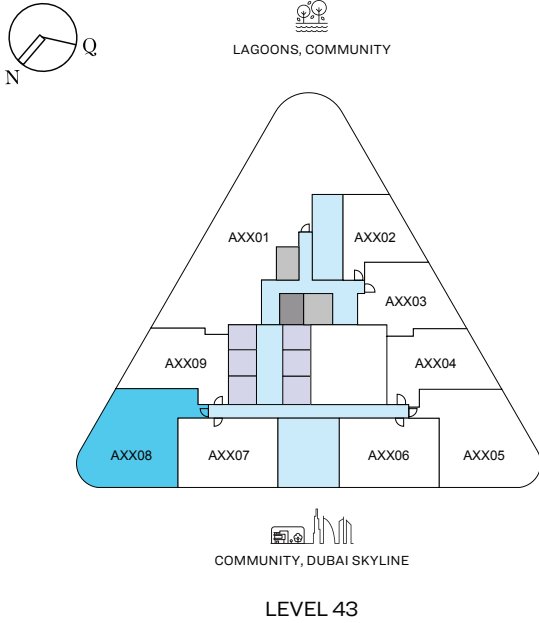 Q
N
LAGOONS, COMMUNITY
AXX01
AXX02
AXX03
AXX09
AXX04
AXX08
AXX07
AXX06
AXX05
COMMUNITY, DUBAI SKYLINE
LEVEL 43